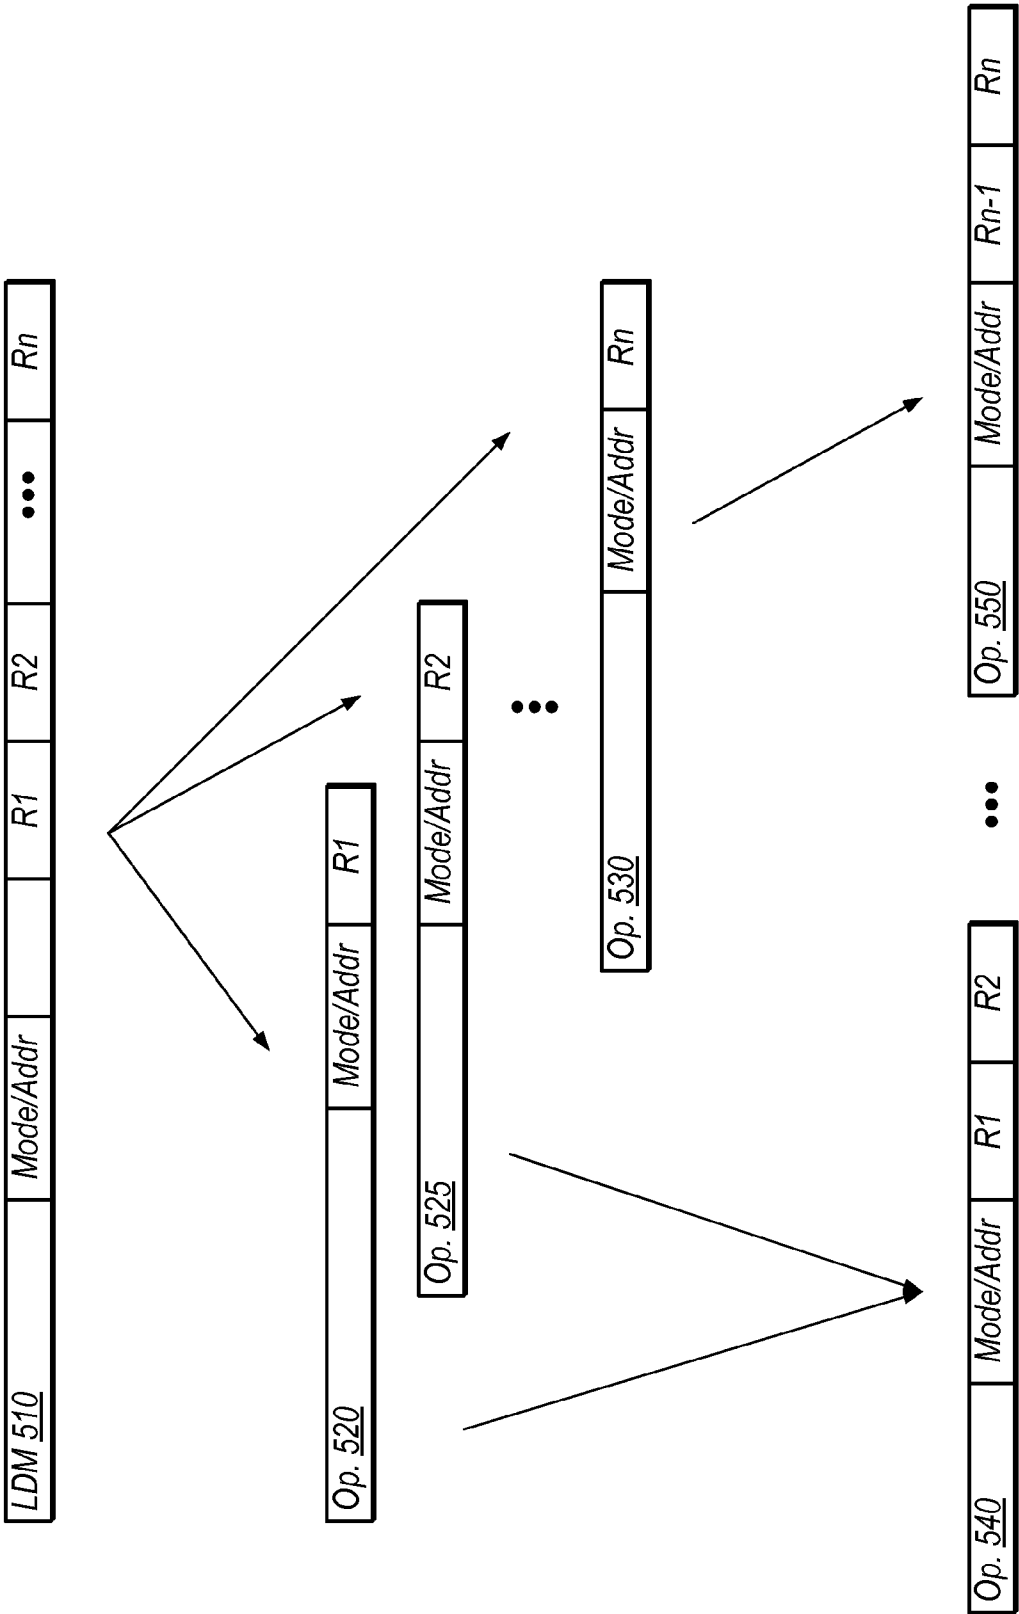 LDM 510 Mode/Addr R1 R2 ••• Rn
Op. 520 Mode/Addr R1
Op. 525 Mode/Addr R2
•••
Op. 530 Mode/Addr Rn
Op. 540 Mode/Addr R1 R2 ••• Op. 550 Mode/Addr Rn-1 Rn